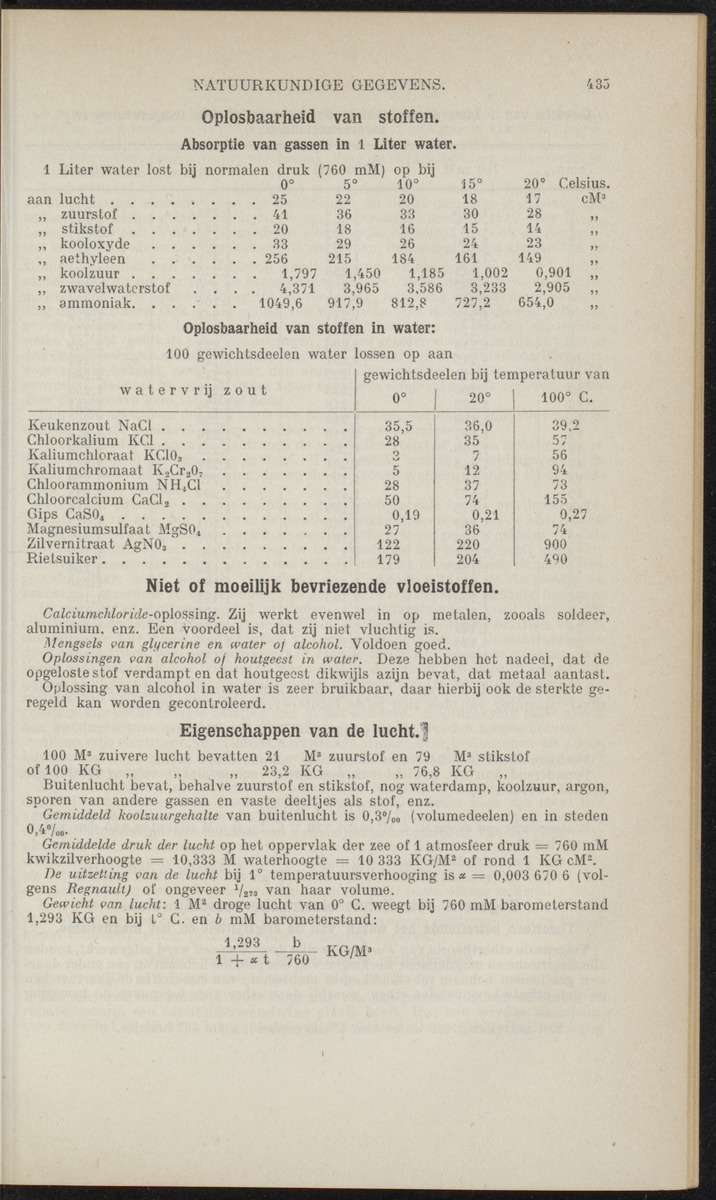 NATUURKUNDIGE GEGEVENS. 435
Oplosbaarheid van stoffen.
Absorptie van gassen in 1 Liter water.
1 Liter water lost bij normalen druk (760 mM) op bij
0° 5° 10° 15° 20° Celsius.
aan lucht . . . . . . . . 25 22 20 18 17 cM³
„ zuurstof . . . . . . . 41 36 33 30 28 „
„ stikstof . . . . . . . 20 18 16 15 14 „
„ kooloxyde . . . . . . 33 29 26 24 23 „
„ aethyleen . . . . . . 256 215 184 161 149 „
„ koolzuur . . . . . . . 1,797 1,450 1,185 1,002 0,901 „
„ zwavelwaterstof . . . . 4,371 3,965 3,586 3,233 2,905 „
„ ammoniak . . . . . . 1049,6 917,9 812,8 727,2 654,0 „
Oplosbaarheid van stoffen in water:
100 gewichtsdeelen water lossen op aan
watervrij zout gewichtsdeelen bij temperatuur van
0° 20° 100° C.
Keukenzout NaCl . . . . . . . . . . 35,5 36,0 39,2
Chloorkalium KCl . . . . . . . . . . 28 35 57
Kaliumchloraat KClO₃ . . . . . . . . 3 7 56
Kaliumchromaat K₂Cr₂O₇ . . . . . . . 5 12 94
Chloorammonium NH₄Cl . . . . . . . 28 37 73
Chloorcalcium CaCl₂ . . . . . . . . . 50 74 155
Gips CaSO₄ . . . . . . . . . . . . 0,19 0,21 0,27
Magnesiumsulfaat MgSO₄ . . . . . . . 27 36 74
Zilvernitraat AgNO₃ . . . . . . . . . 122 220 900
Rietsuiker . . . . . . . . . . . . . 179 204 490
Niet of moeilijk bevriezende vloeistoffen.
Calciumchloride-oplossing. Zij werkt evenwel in op metalen, zooals soldeer,
aluminium, enz. Een voordeel is, dat zij niet vluchtig is.
Mengsels van glycerine en water of alcohol. Voldoen goed.
Oplossingen van alcohol of houtgeest in water. Deze hebben het nadeel, dat de
opgeloste stof verdampt en dat houtgeest dikwijls azijn bevat, dat metaal aantast.
Oplossing van alcohol in water is zeer bruikbaar, daar hierbij ook de sterkte ge-
regeld kan worden gecontroleerd.
Eigenschappen van de lucht.
100 M³ zuivere lucht bevatten 21 M³ zuurstof en 79 M³ stikstof
of 100 KG „ „ „ 23,2 KG „ „ 76,8 KG „
Buitenlucht bevat, behalve zuurstof en stikstof, nog waterdamp, koolzuur, argon,
sporen van andere gassen en vaste deeltjes als stof, enz.
Gemiddeld koolzuurgehalte van buitenlucht is 0,3⁰/₀₀ (volumedeelen) en in steden
0,4⁰/₀₀.
Gemiddelde druk der lucht op het oppervlak der zee of 1 atmosfeer druk = 760 mM
kwikzilverhoogte = 10,333 M waterhoogte = 10 333 KG/M² of rond 1 KG cM².
De uitzetting van de lucht bij 1° temperatuursverhooging is α = 0,003 670 6 (vol-
gens Regnault) of ongeveer ¹/₂₇₃ van haar volume.
Gewicht van lucht: 1 M² droge lucht van 0° C. weegt bij 760 mM barometerstand
1,293 KG en bij t° C. en b mM barometerstand:
1,293 b
1 + α t 760 KG/M³